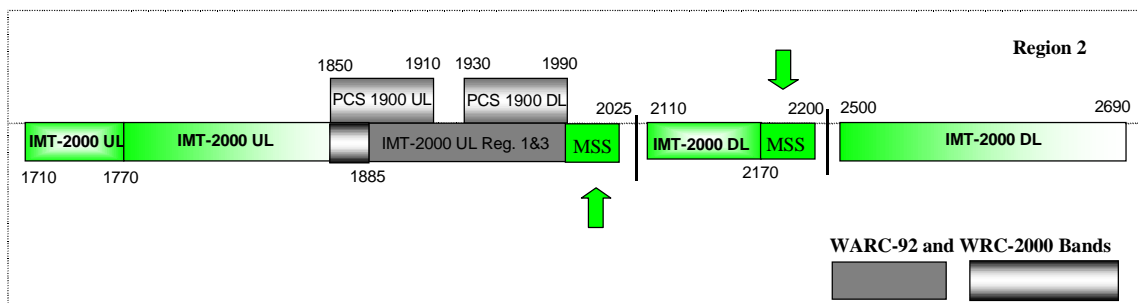 Region 2
1850 1910 1930 1990
PCS 1900 UL PCS 1900 DL
2025 2110 2200 2500 2690
IMT-2000 UL IMT-2000 UL IMT-2000 UL Reg. 1&3 MSS IMT-2000 DL MSS IMT-2000 DL
1710 1770 1885 2170
WARC-92 and WRC-2000 Bands